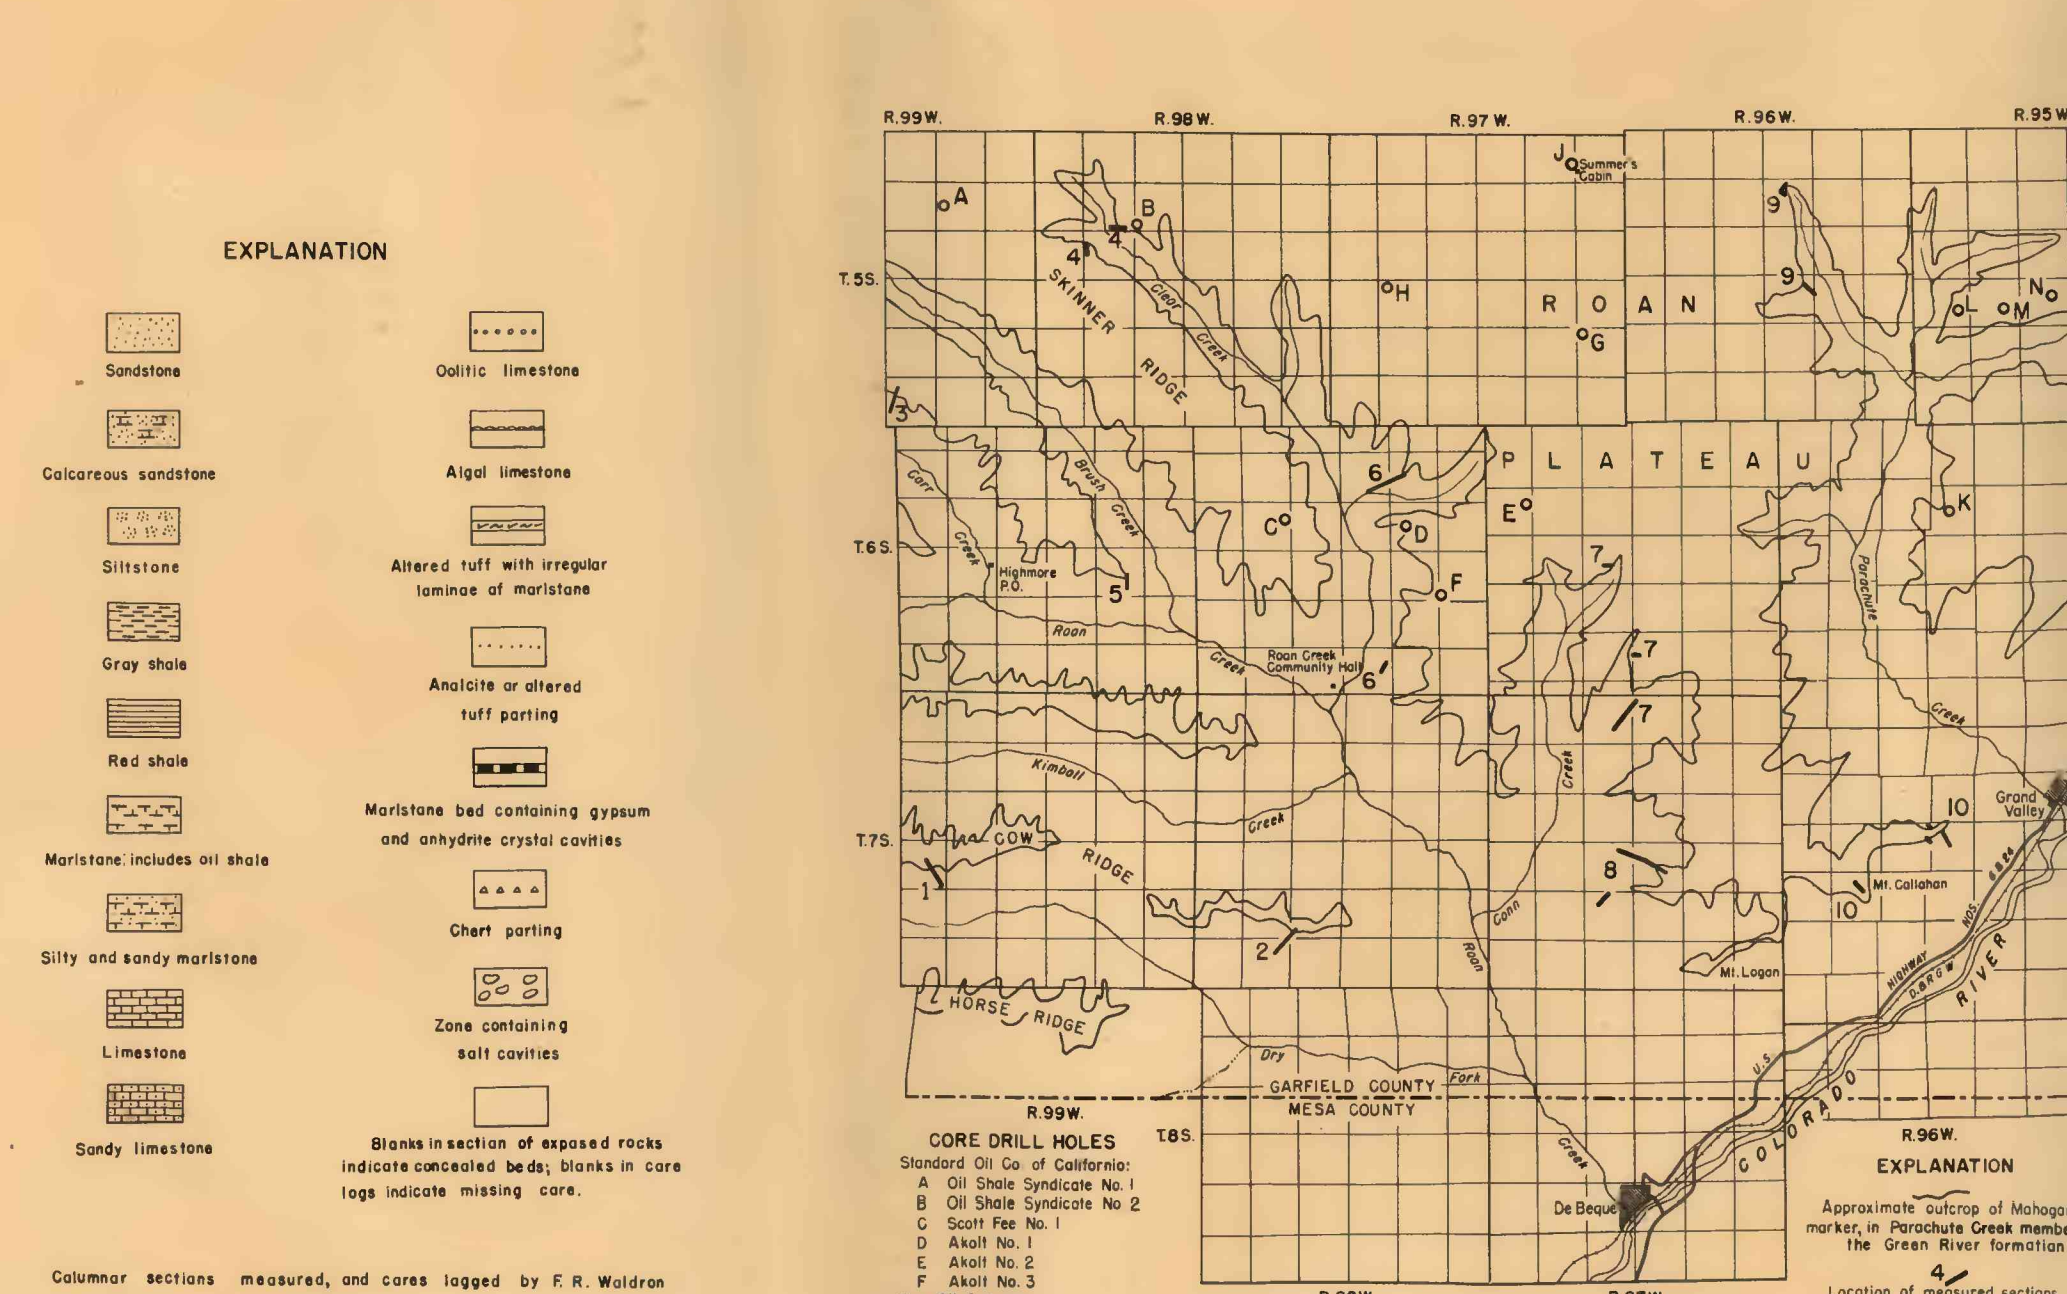 EXPLANATION
Sandstone
Calcareous sandstone
Siltstone
Gray shale
Red shale
Marlstone; includes oil shale
Silty and sandy marlstone
Limestone
Sandy limestone
Oolitic limestone
Algal limestone
Altered tuff with irregular
laminae of marlstone
Analcite or altered
tuff parting
Marlstone bed containing gypsum
and anhydrite crystal cavities
Chert parting
Zone containing
salt cavities
Blanks in section of exposed rocks
indicate concealed beds; blanks in core
logs indicate missing core.
Columnar sections measured, and cores logged by F. R. Waldron
R.99W.
R.98W.
R.97W.
R.96W.
R.95W
J
Summer's
Cabin
A
B
9
4
4
T.5S.
SKINNER
RIDGE
Clear
Creek
H
ROAN
9
G
L
M
N
3
PLATEAU
6
Carr
Creek
Brush
Creek
C
D
E
K
T.6S.
Highmore
P.O.
5
F
7
Parachute
Creek
Roan
Creek
Roan Creek
Community Hall
6
7
7
Kimball
Creek
Creek
Grand
Valley
10
T.7S.
COW
RIDGE
1
8
Mt. Callahan
10
2
Conn
Roan
Mt. Logan
NOS.
6 & 24
HIGHWAY
D.&R G W
RIVER
HORSE RIDGE
Dry
Fork
U.S.
GARFIELD COUNTY
MESA COUNTY
COLORADO
R.99W.
T.8S.
Creek
De Beque
R.96W.
CORE DRILL HOLES
Standard Oil Co of California:
A Oil Shale Syndicate No. 1
B Oil Shale Syndicate No 2
C Scott Fee No. 1
D Akolt No. 1
E Akolt No. 2
F Akolt No. 3
EXPLANATION
Approximate outcrop of Mahoga
marker, in Parachute Creek membe
the Green River formation
4
Location of measured sections